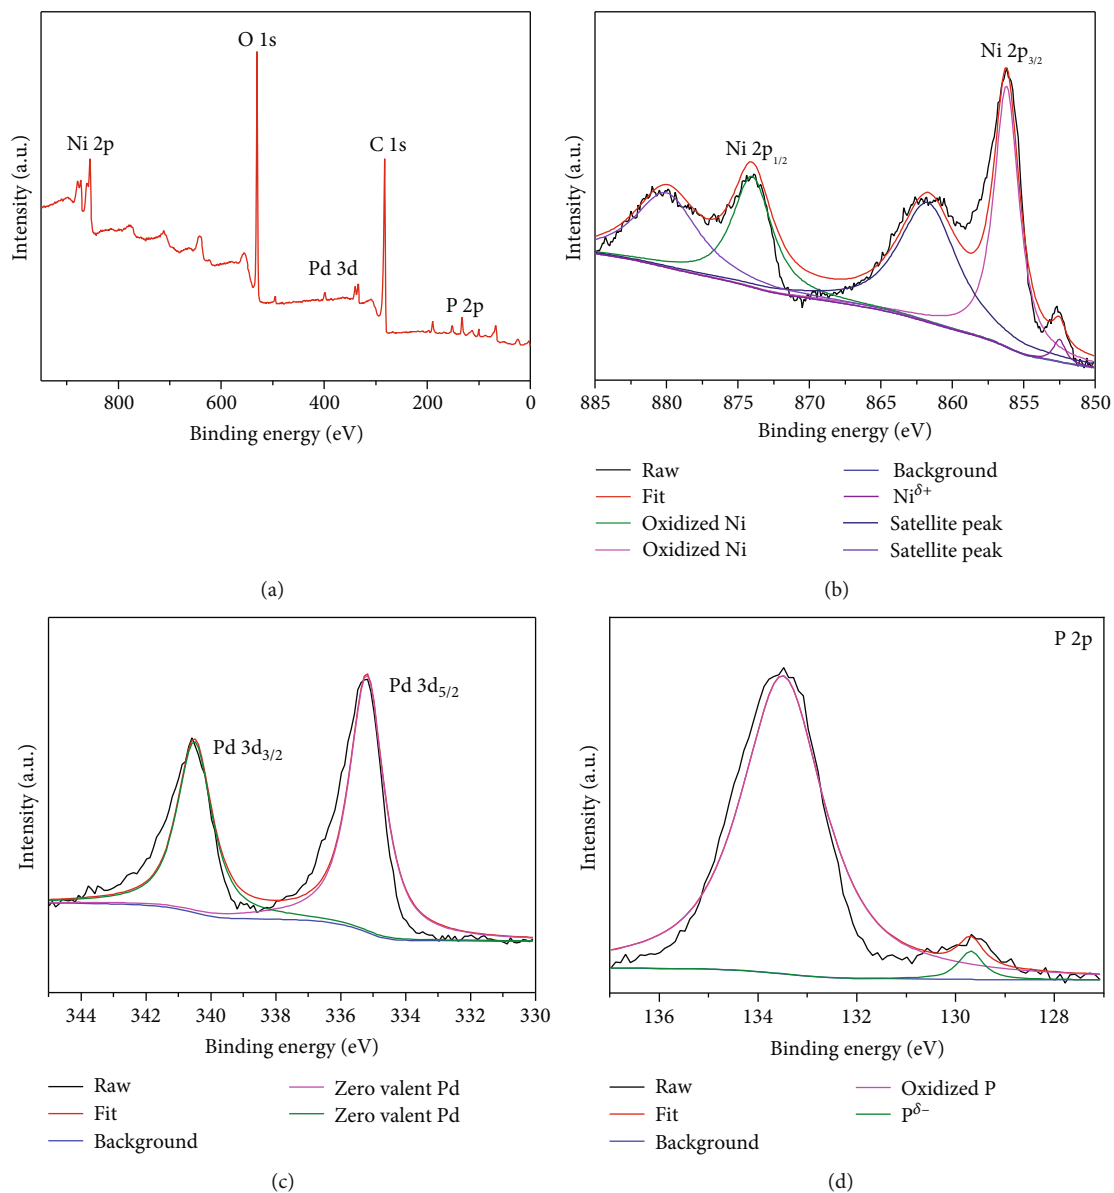 O 1s
Ni 2p
C 1s
Pd 3d
P 2p
Intensity (a.u.)
800 600 400 200 0
Binding energy (eV)
(a)
Ni 2p3/2
Ni 2p1/2
Intensity (a.u.)
885 880 875 870 865 860 855 850
Binding energy (eV)
Raw
Fit
Oxidized Ni
Oxidized Ni
Background
Niδ+
Satellite peak
Satellite peak
(b)
Pd 3d5/2
Pd 3d3/2
Intensity (a.u.)
344 342 340 338 336 334 332 330
Binding energy (eV)
Raw
Fit
Background
Zero valent Pd
Zero valent Pd
(c)
P 2p
Intensity (a.u.)
136 134 132 130 128
Binding energy (eV)
Raw
Fit
Background
Oxidized P
Pδ−
(d)